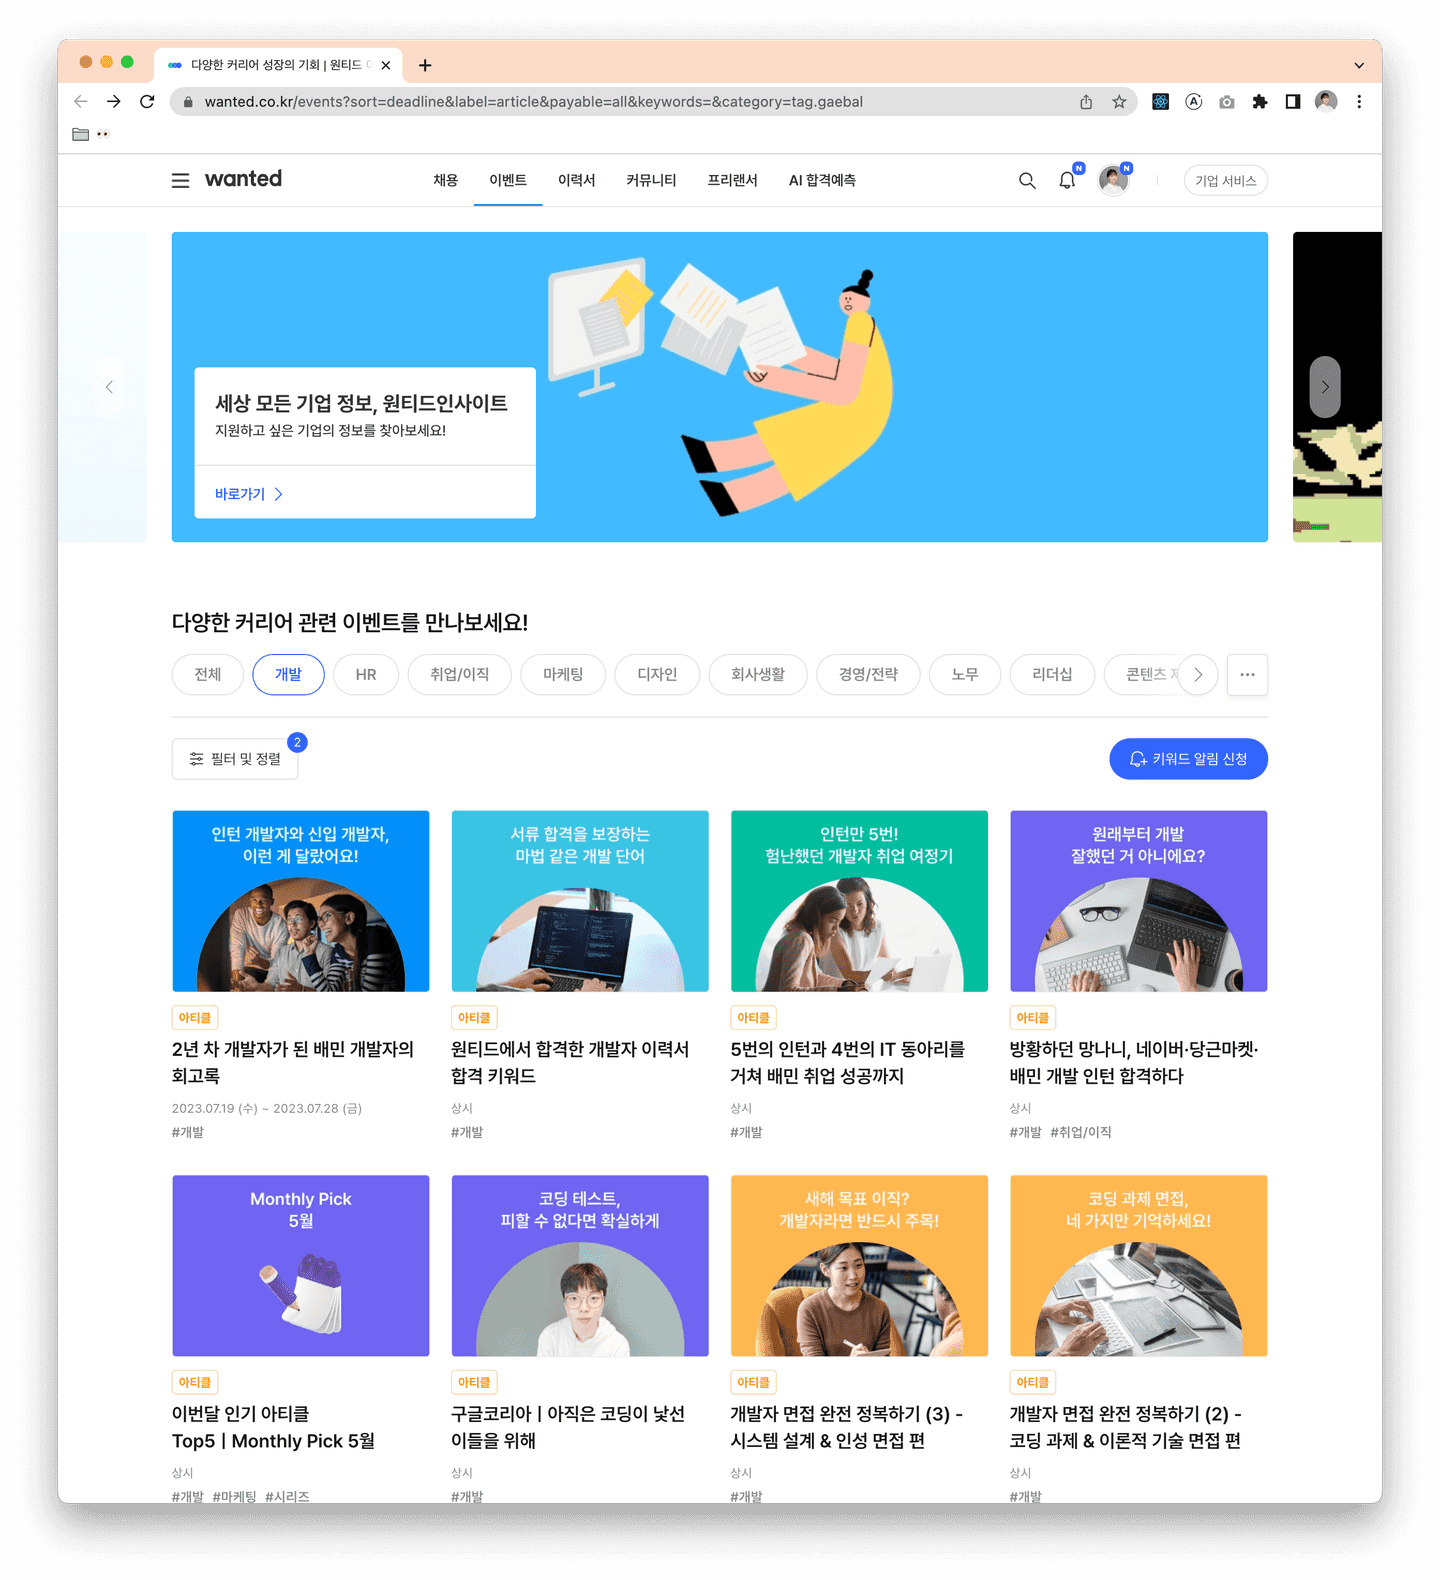 다양한 커리어 성장의 기회 | 원티드
wanted.co.kr/events?sort=deadline&label=article&payable=all&keywords=&category=tag.gaebal
wanted
채용 이벤트 이력서 커뮤니티 프리랜서 AI 합격예측
N N 기업 서비스
세상 모든 기업 정보, 원티드인사이트
지원하고 싶은 기업의 정보를 찾아보세요!
바로가기
다양한 커리어 관련 이벤트를 만나보세요!
전체 개발 HR 취업/이직 마케팅 디자인 회사생활 경영/전략 노무 리더십 콘텐츠
필터 및 정렬 2
키워드 알림 신청
인턴 개발자와 신입 개발자,
이런 게 달랐어요!
아티클
2년 차 개발자가 된 배민 개발자의
회고록
2023.07.19 (수) ~ 2023.07.28 (금)
#개발
서류 합격을 보장하는
마법 같은 개발 단어
아티클
원티드에서 합격한 개발자 이력서
합격 키워드
상시
#개발
인턴만 5번!
험난했던 개발자 취업 여정기
아티클
5번의 인턴과 4번의 IT 동아리를
거쳐 배민 취업 성공까지
상시
#개발
원래부터 개발
잘했던 거 아니에요?
아티클
방황하던 망나니, 네이버·당근마켓·
배민 개발 인턴 합격하다
상시
#개발 #취업/이직
Monthly Pick
5월
아티클
이번달 인기 아티클
Top5ㅣMonthly Pick 5월
상시
#개발 #마케팅 #시리즈
코딩 테스트,
피할 수 없다면 확실하게
아티클
구글코리아ㅣ아직은 코딩이 낯선
이들을 위해
상시
#개발
새해 목표 이직?
개발자라면 반드시 주목!
아티클
개발자 면접 완전 정복하기 (3) -
시스템 설계 & 인성 면접 편
상시
#개발
코딩 과제 면접,
네 가지만 기억하세요!
아티클
개발자 면접 완전 정복하기 (2) -
코딩 과제 & 이론적 기술 면접 편
상시
#개발